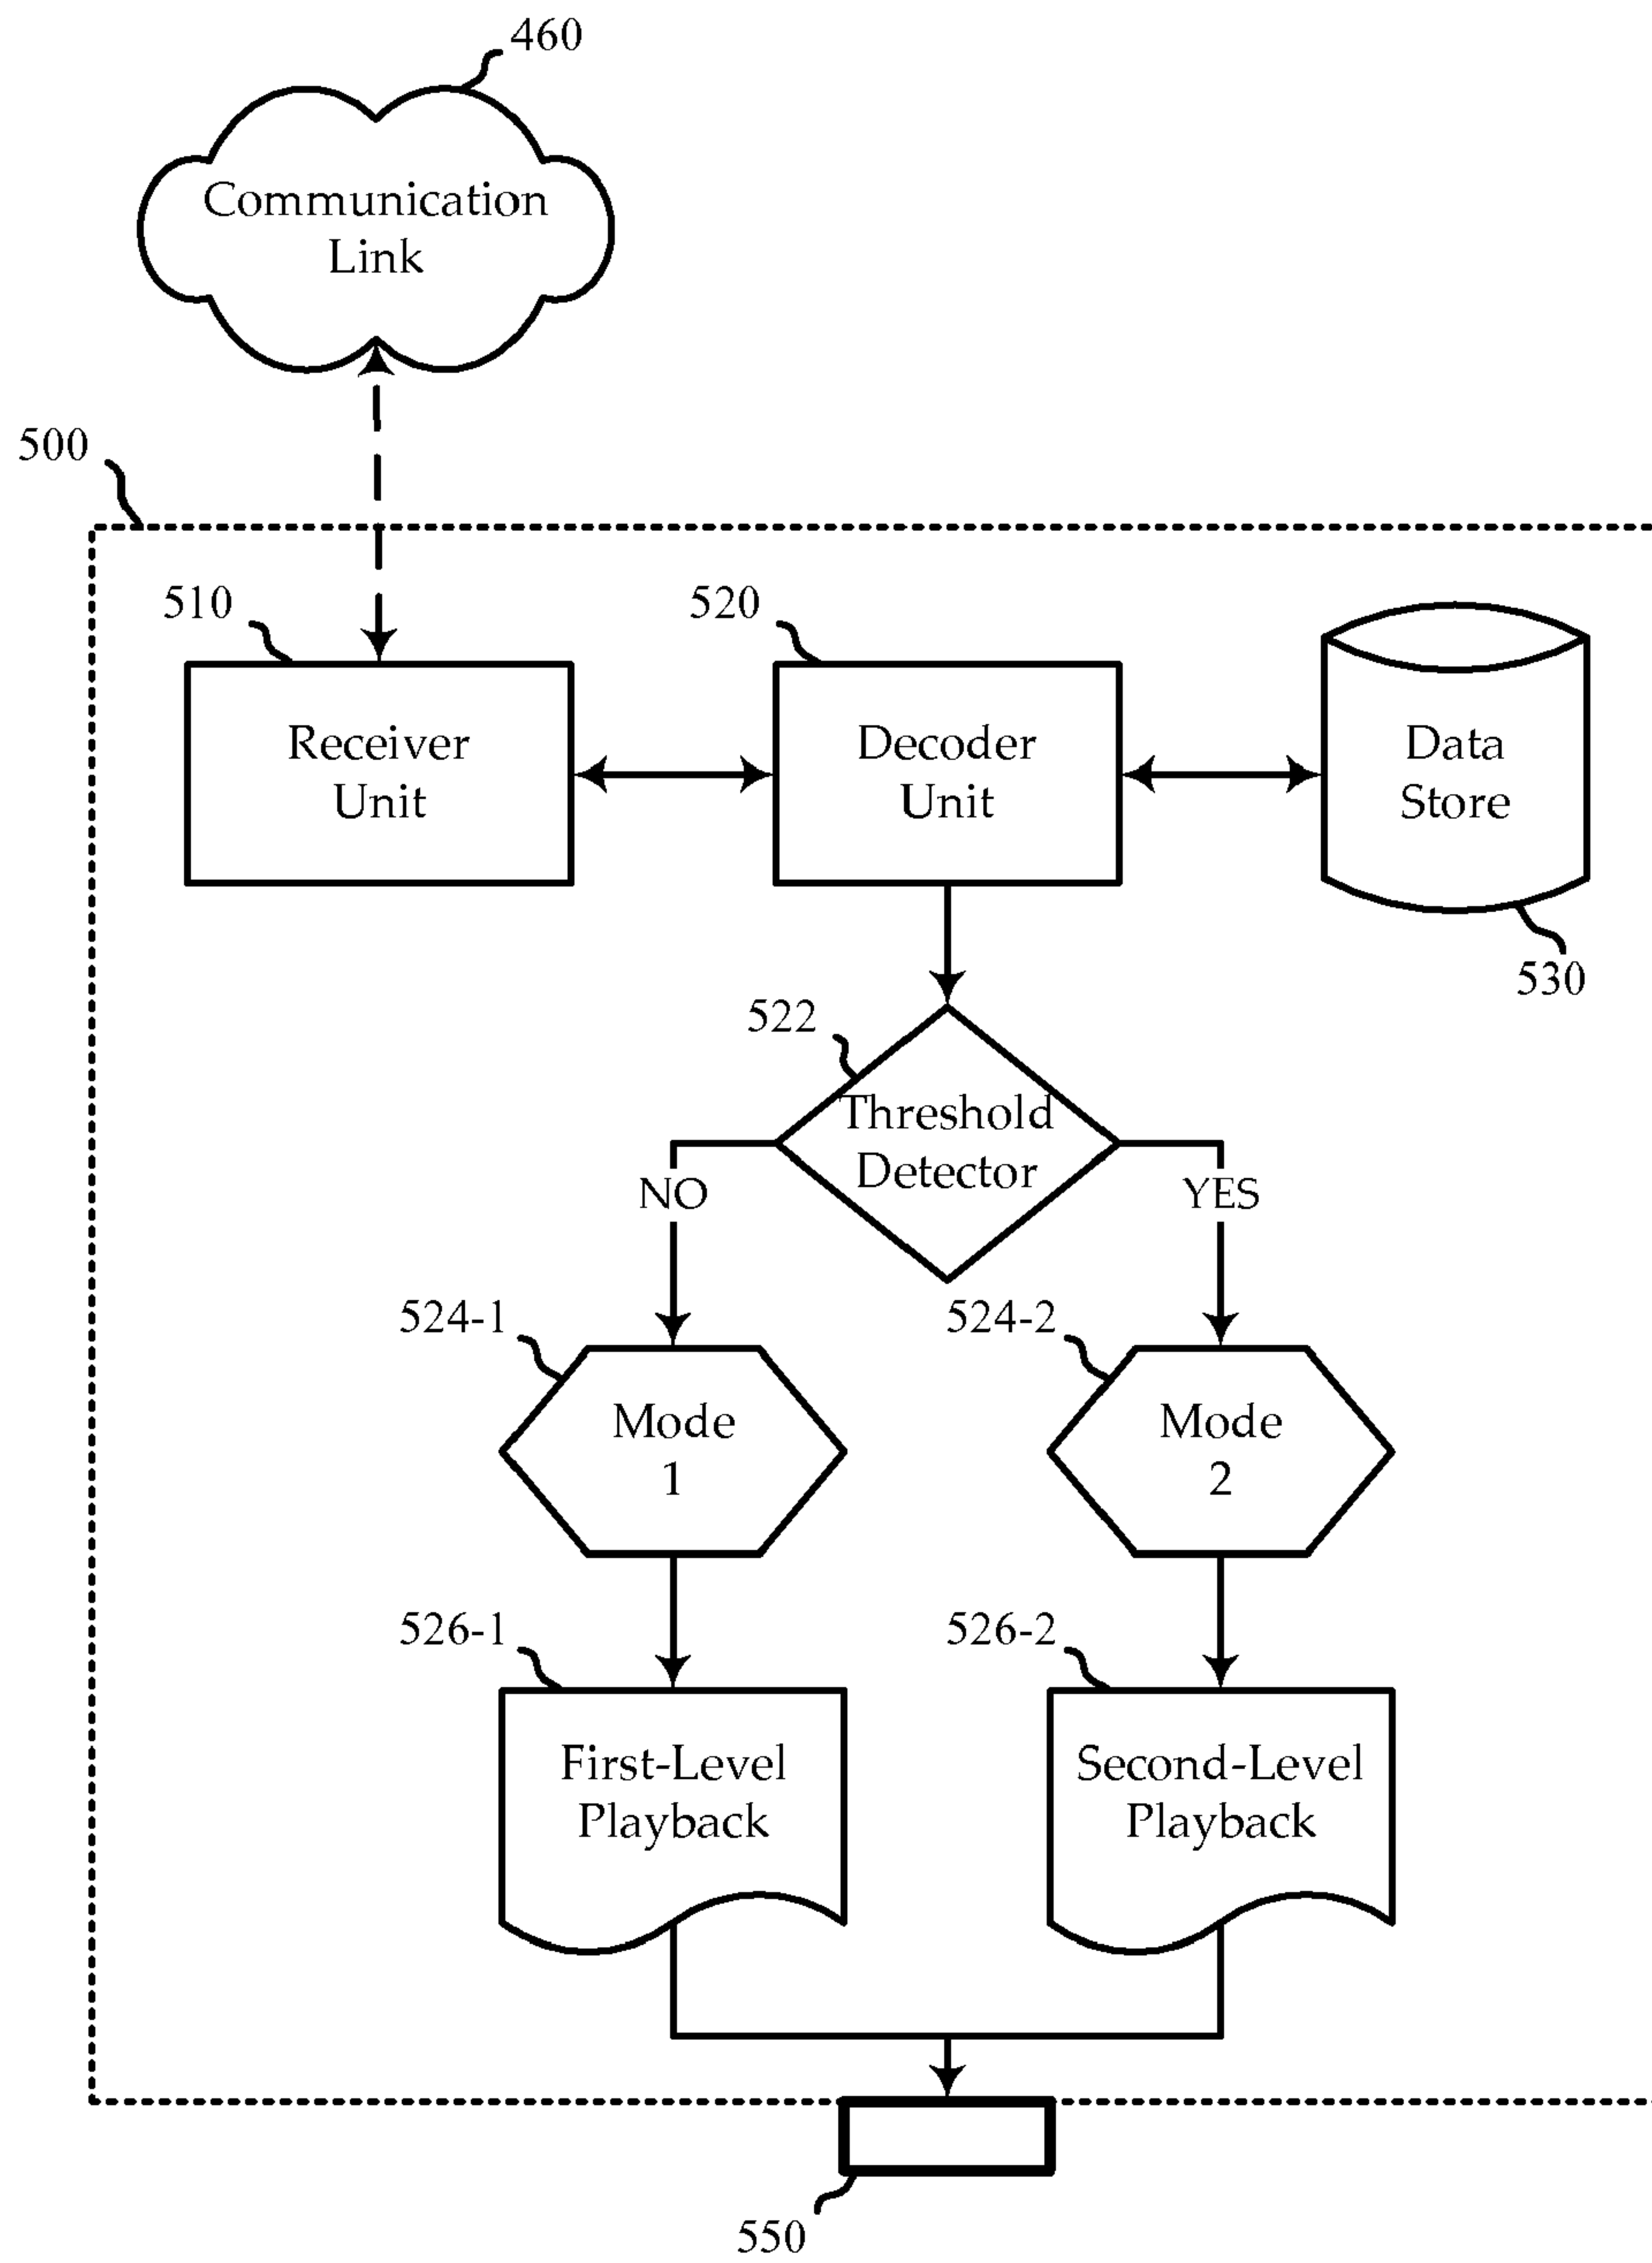 460
Communication
Link
500
510
520
Receiver
Unit
Decoder
Unit
Data
Store
530
522
Threshold
Detector
NO
YES
524-1
524-2
Mode
1
Mode
2
526-1
526-2
First-Level
Playback
Second-Level
Playback
550